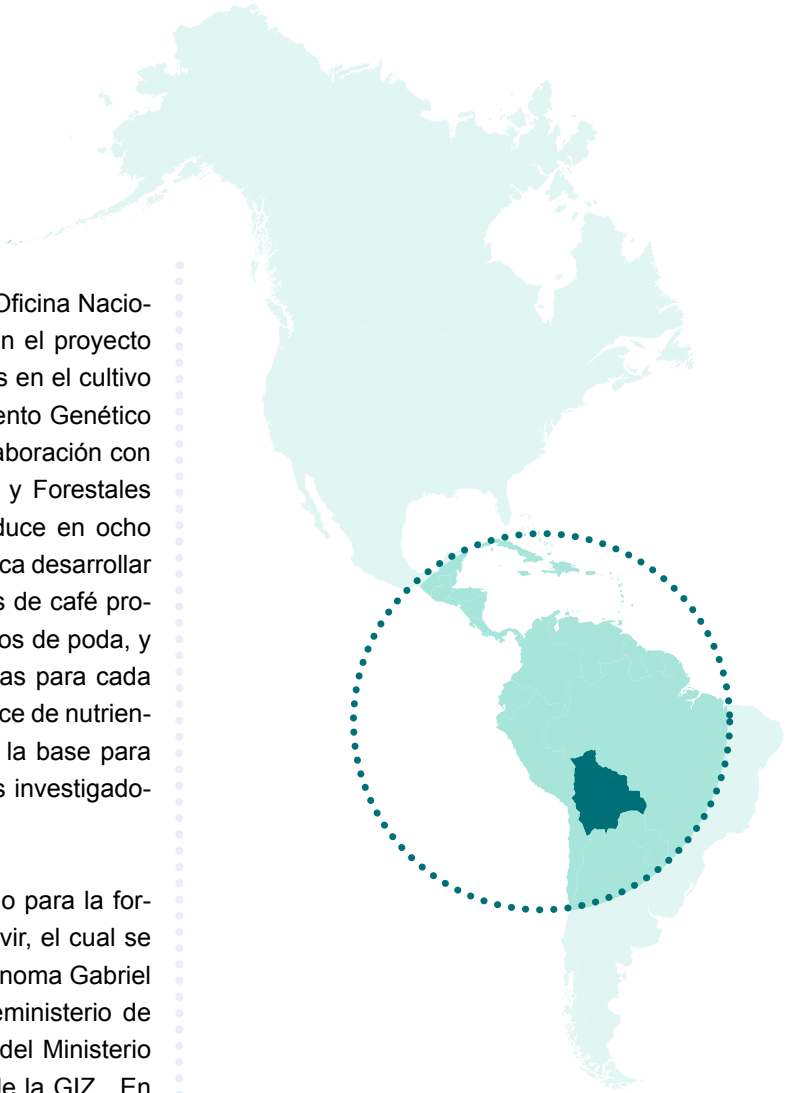 Oficina Nacio-
n el proyecto
s en el cultivo
ento Genético
aboración con
y Forestales
duce en ocho
ca desarrollar
s de café pro-
os de poda, y
as para cada
ce de nutrien-
la base para
s investigado-
o para la for-
vir, el cual se
noma Gabriel
eministerio de
del Ministerio
de la GIZ. En